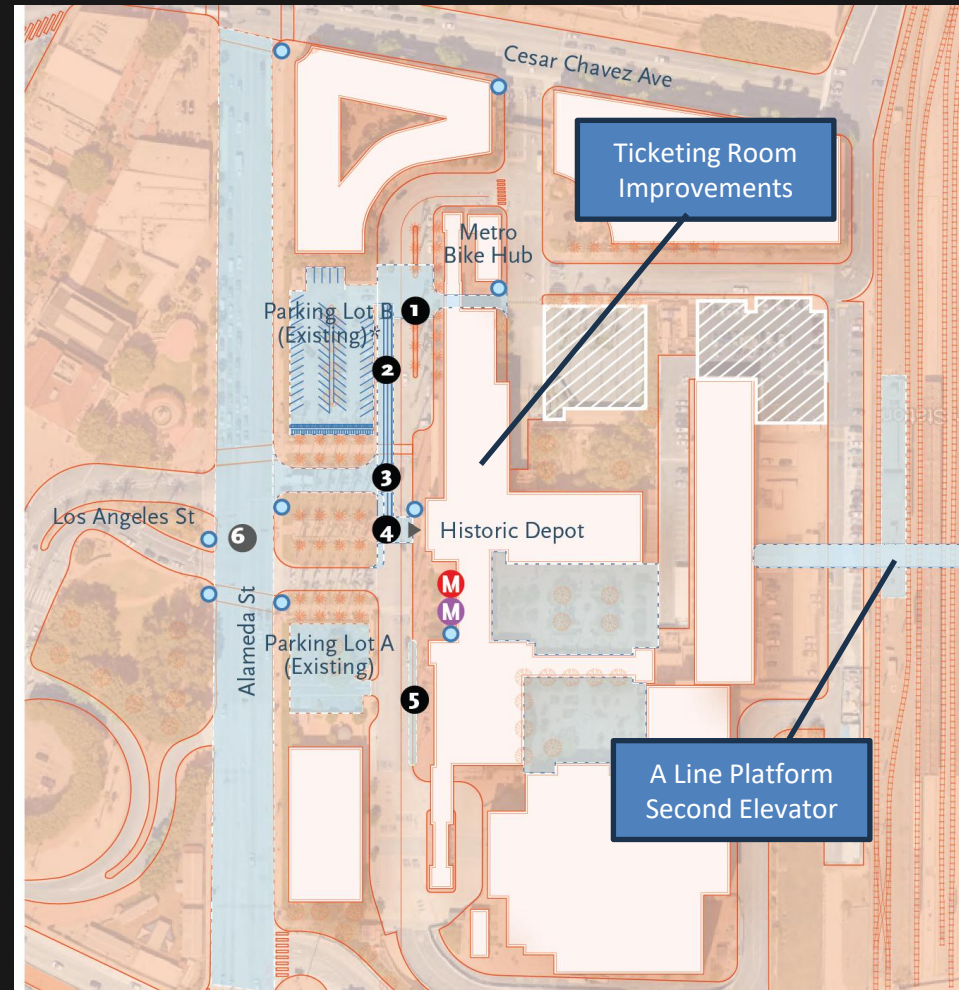 Cesar Chavez Ave
Ticketing Room
Improvements
Metro
Bike Hub
Parking Lot B
(Existing)*
1
2
3
Los Angeles St
6
4
Historic Depot
M
M
Alameda St
Parking Lot A
(Existing)
5
A Line Platform
Second Elevator